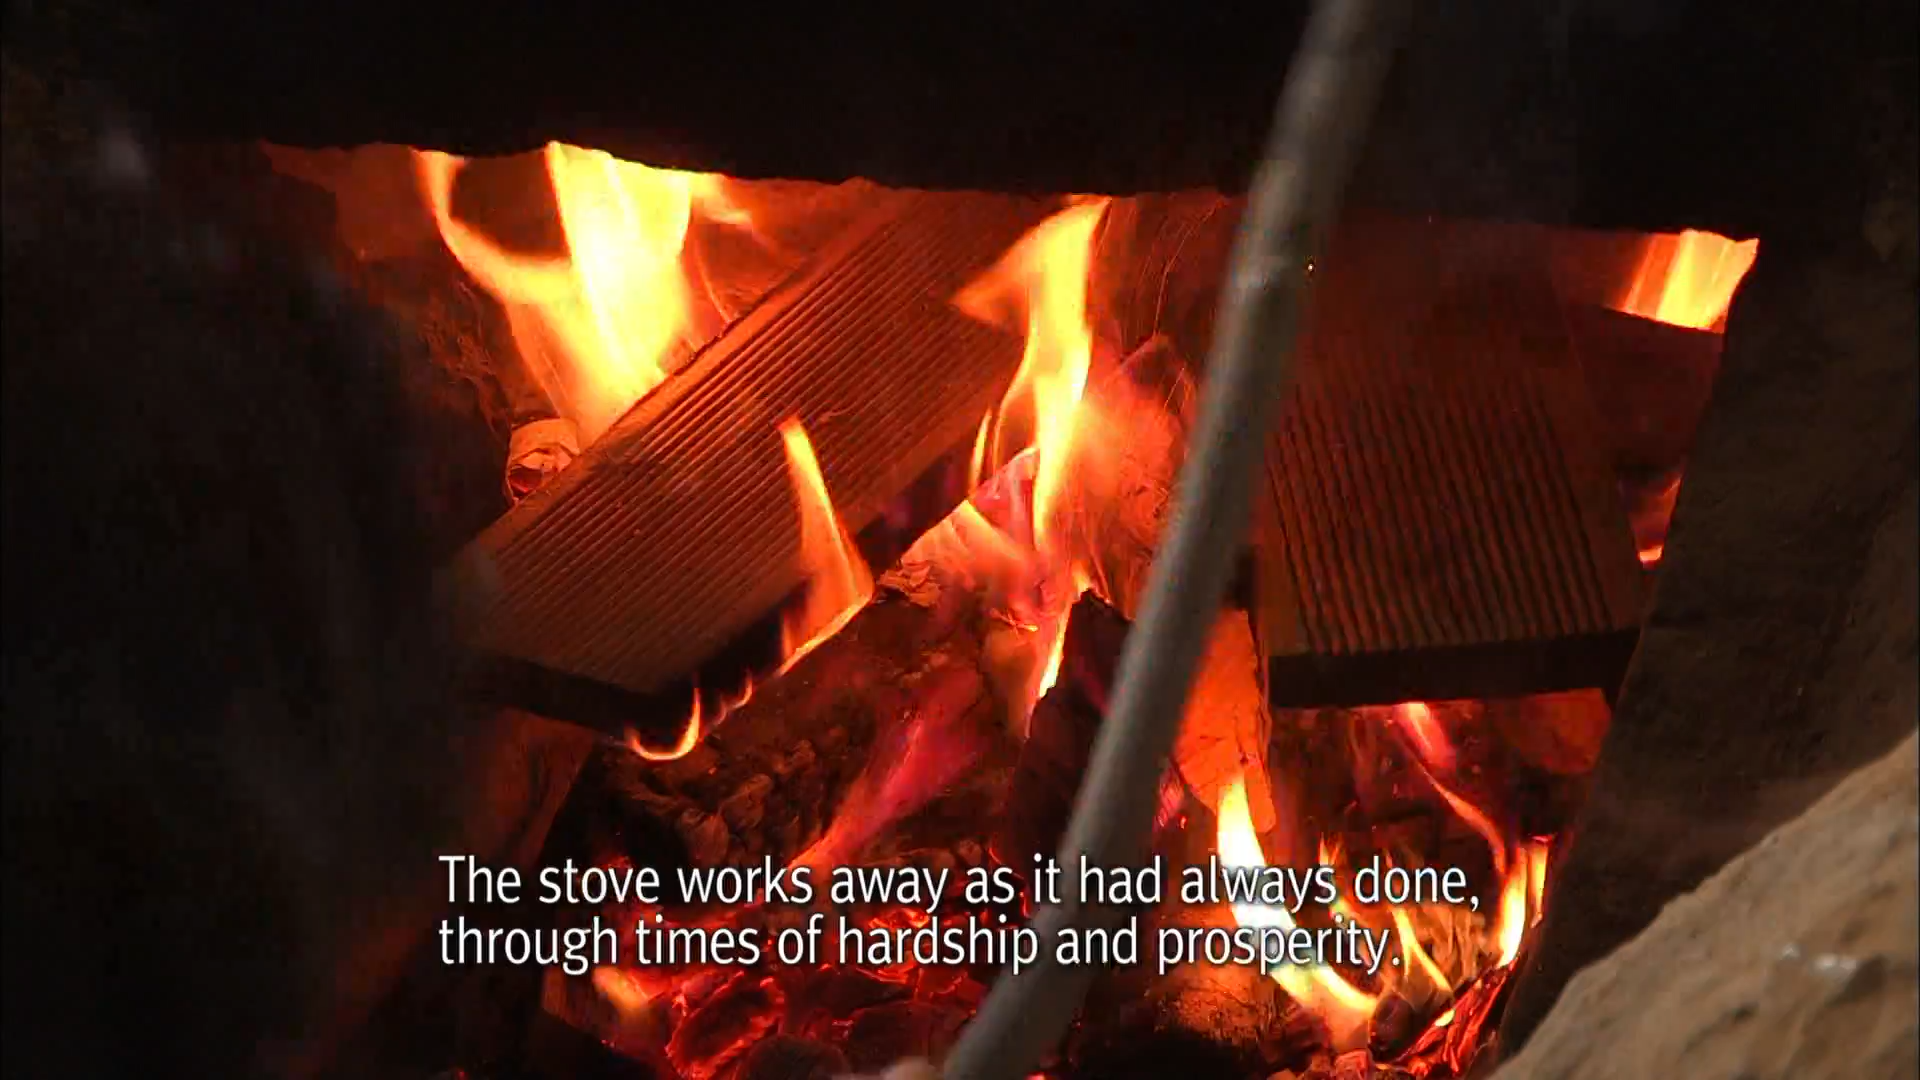 The stove works away as it had always done,
through times of hardship and prosperity.